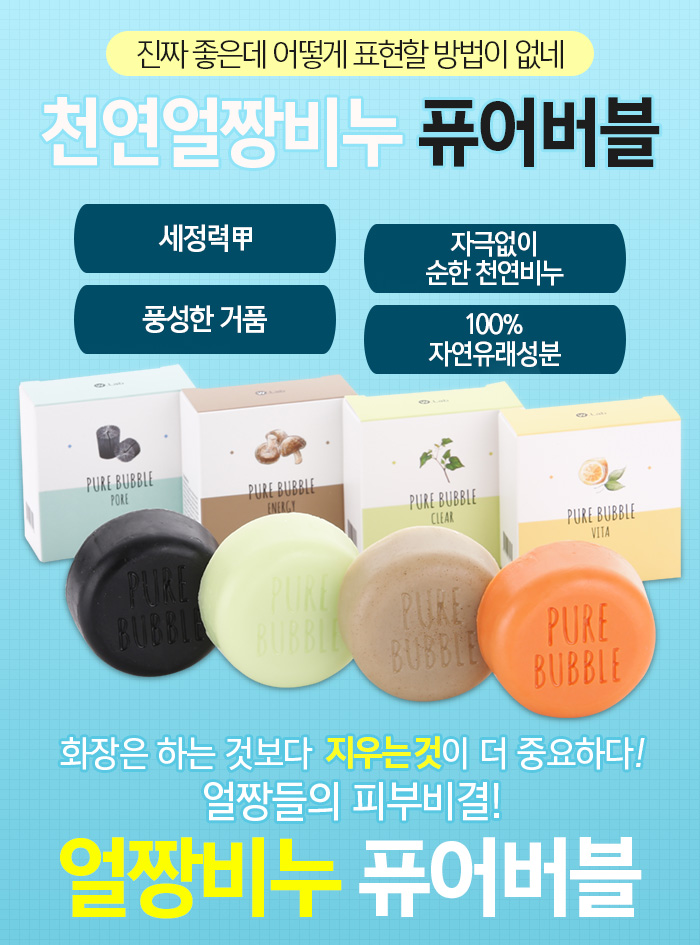 진짜 좋은데 어떻게 표현할 방법이 없네
천연얼짱비누 퓨어버블
세정력甲
자극없이
순한 천연비누
풍성한 거품
100%
자연유래성분
W Lab
PURE BUBBLE
PORE
W Lab
PURE BUBBLE
ENERGY
W Lab
PURE BUBBLE
CLEAR
W Lab
PURE BUBBLE
VITA
PURE
BUBBLE
PURE
BUBBLE
PURE
BUBBLE
PURE
BUBBLE
화장은 하는 것보다 지우는것이 더 중요하다!
얼짱들의 피부비결!
얼짱비누 퓨어버블